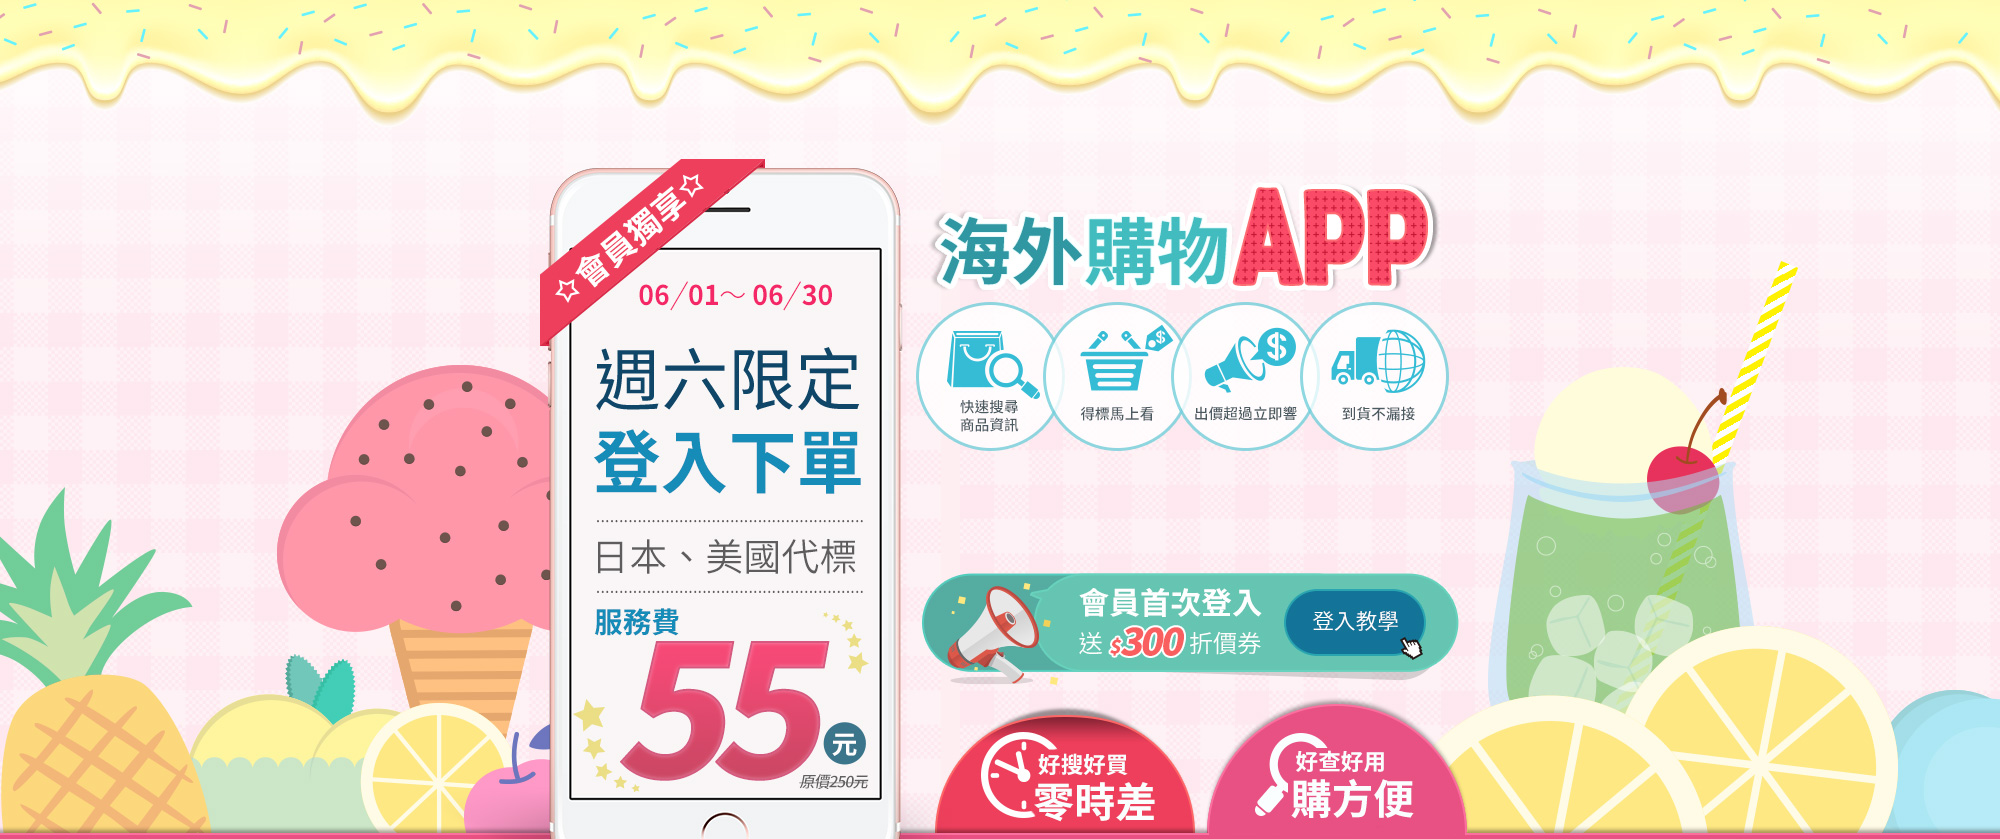 ☆會員獨享☆
06/01～06/30
週六限定
登入下單
日本、美國代標
服務費
55元
原價250元
海外購物APP
快速搜尋
商品資訊
得標馬上看
出價超過立即響
到貨不漏接
會員首次登入
送 $300 折價券
登入教學
好搜好買
零時差
好查好用
購方便